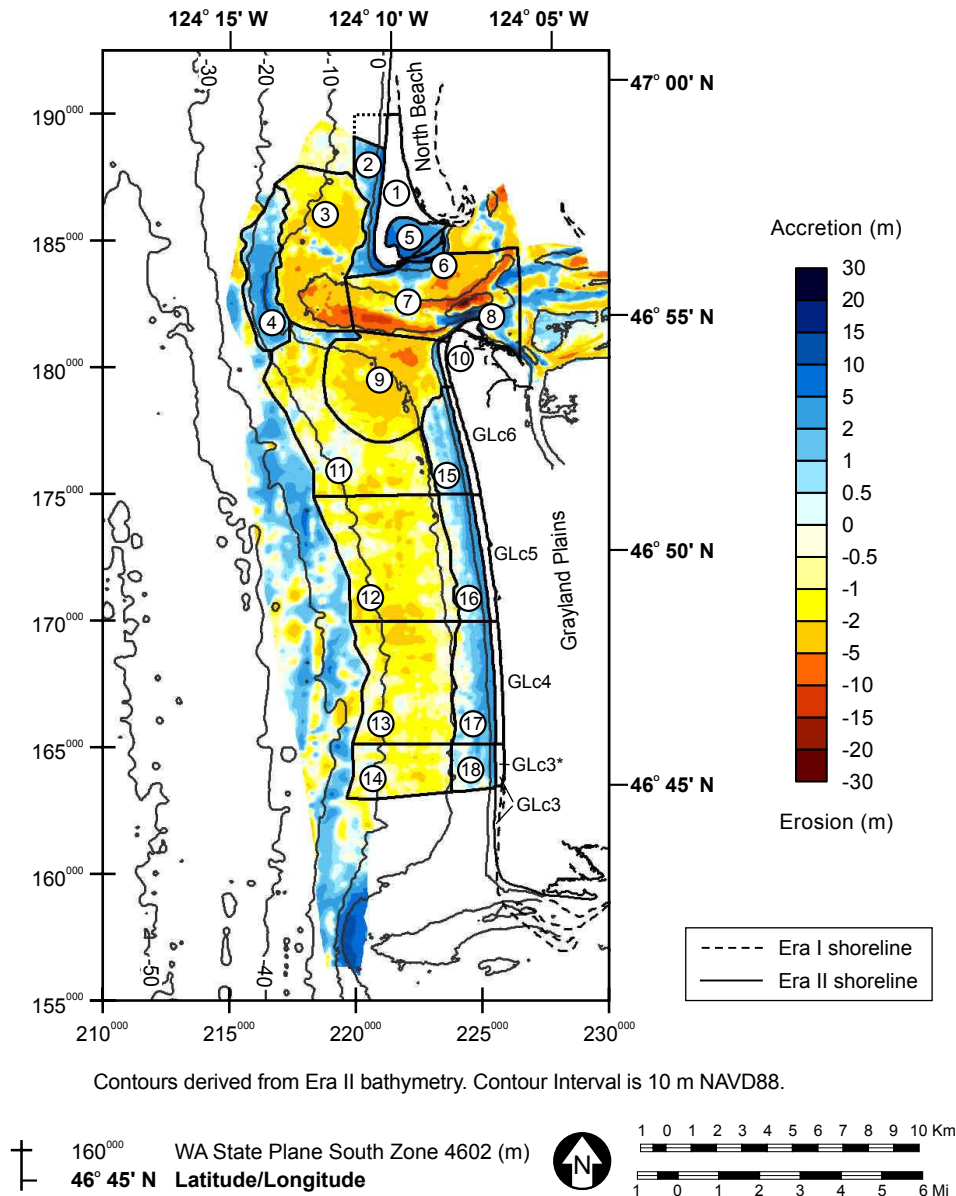 124° 15' W 124° 10' W 124° 05' W
-30 -20 -10 0
47° 00' N
North Beach
190000
2
1
3
185000
5
6
7
46° 55' N
4
8
10
180000
9
GLc6
11
15
175000
GLc5
46° 50' N
Grayland Plains
12
16
170000
GLc4
13
17
165000
GLc3*
14
18
46° 45' N
GLc3
160000
-50
-40
155000
210000 215000 220000 225000 230000
Accretion (m)
30
20
15
10
5
2
1
0.5
0
-0.5
-1
-2
-5
-10
-15
-20
-30
Erosion (m)
Era I shoreline
Era II shoreline
Contours derived from Era II bathymetry. Contour Interval is 10 m NAVD88.
160000 WA State Plane South Zone 4602 (m)
46° 45' N Latitude/Longitude
N
1 0 1 2 3 4 5 6 7 8 9 10 Km
1 0 1 2 3 4 5 6 Mi